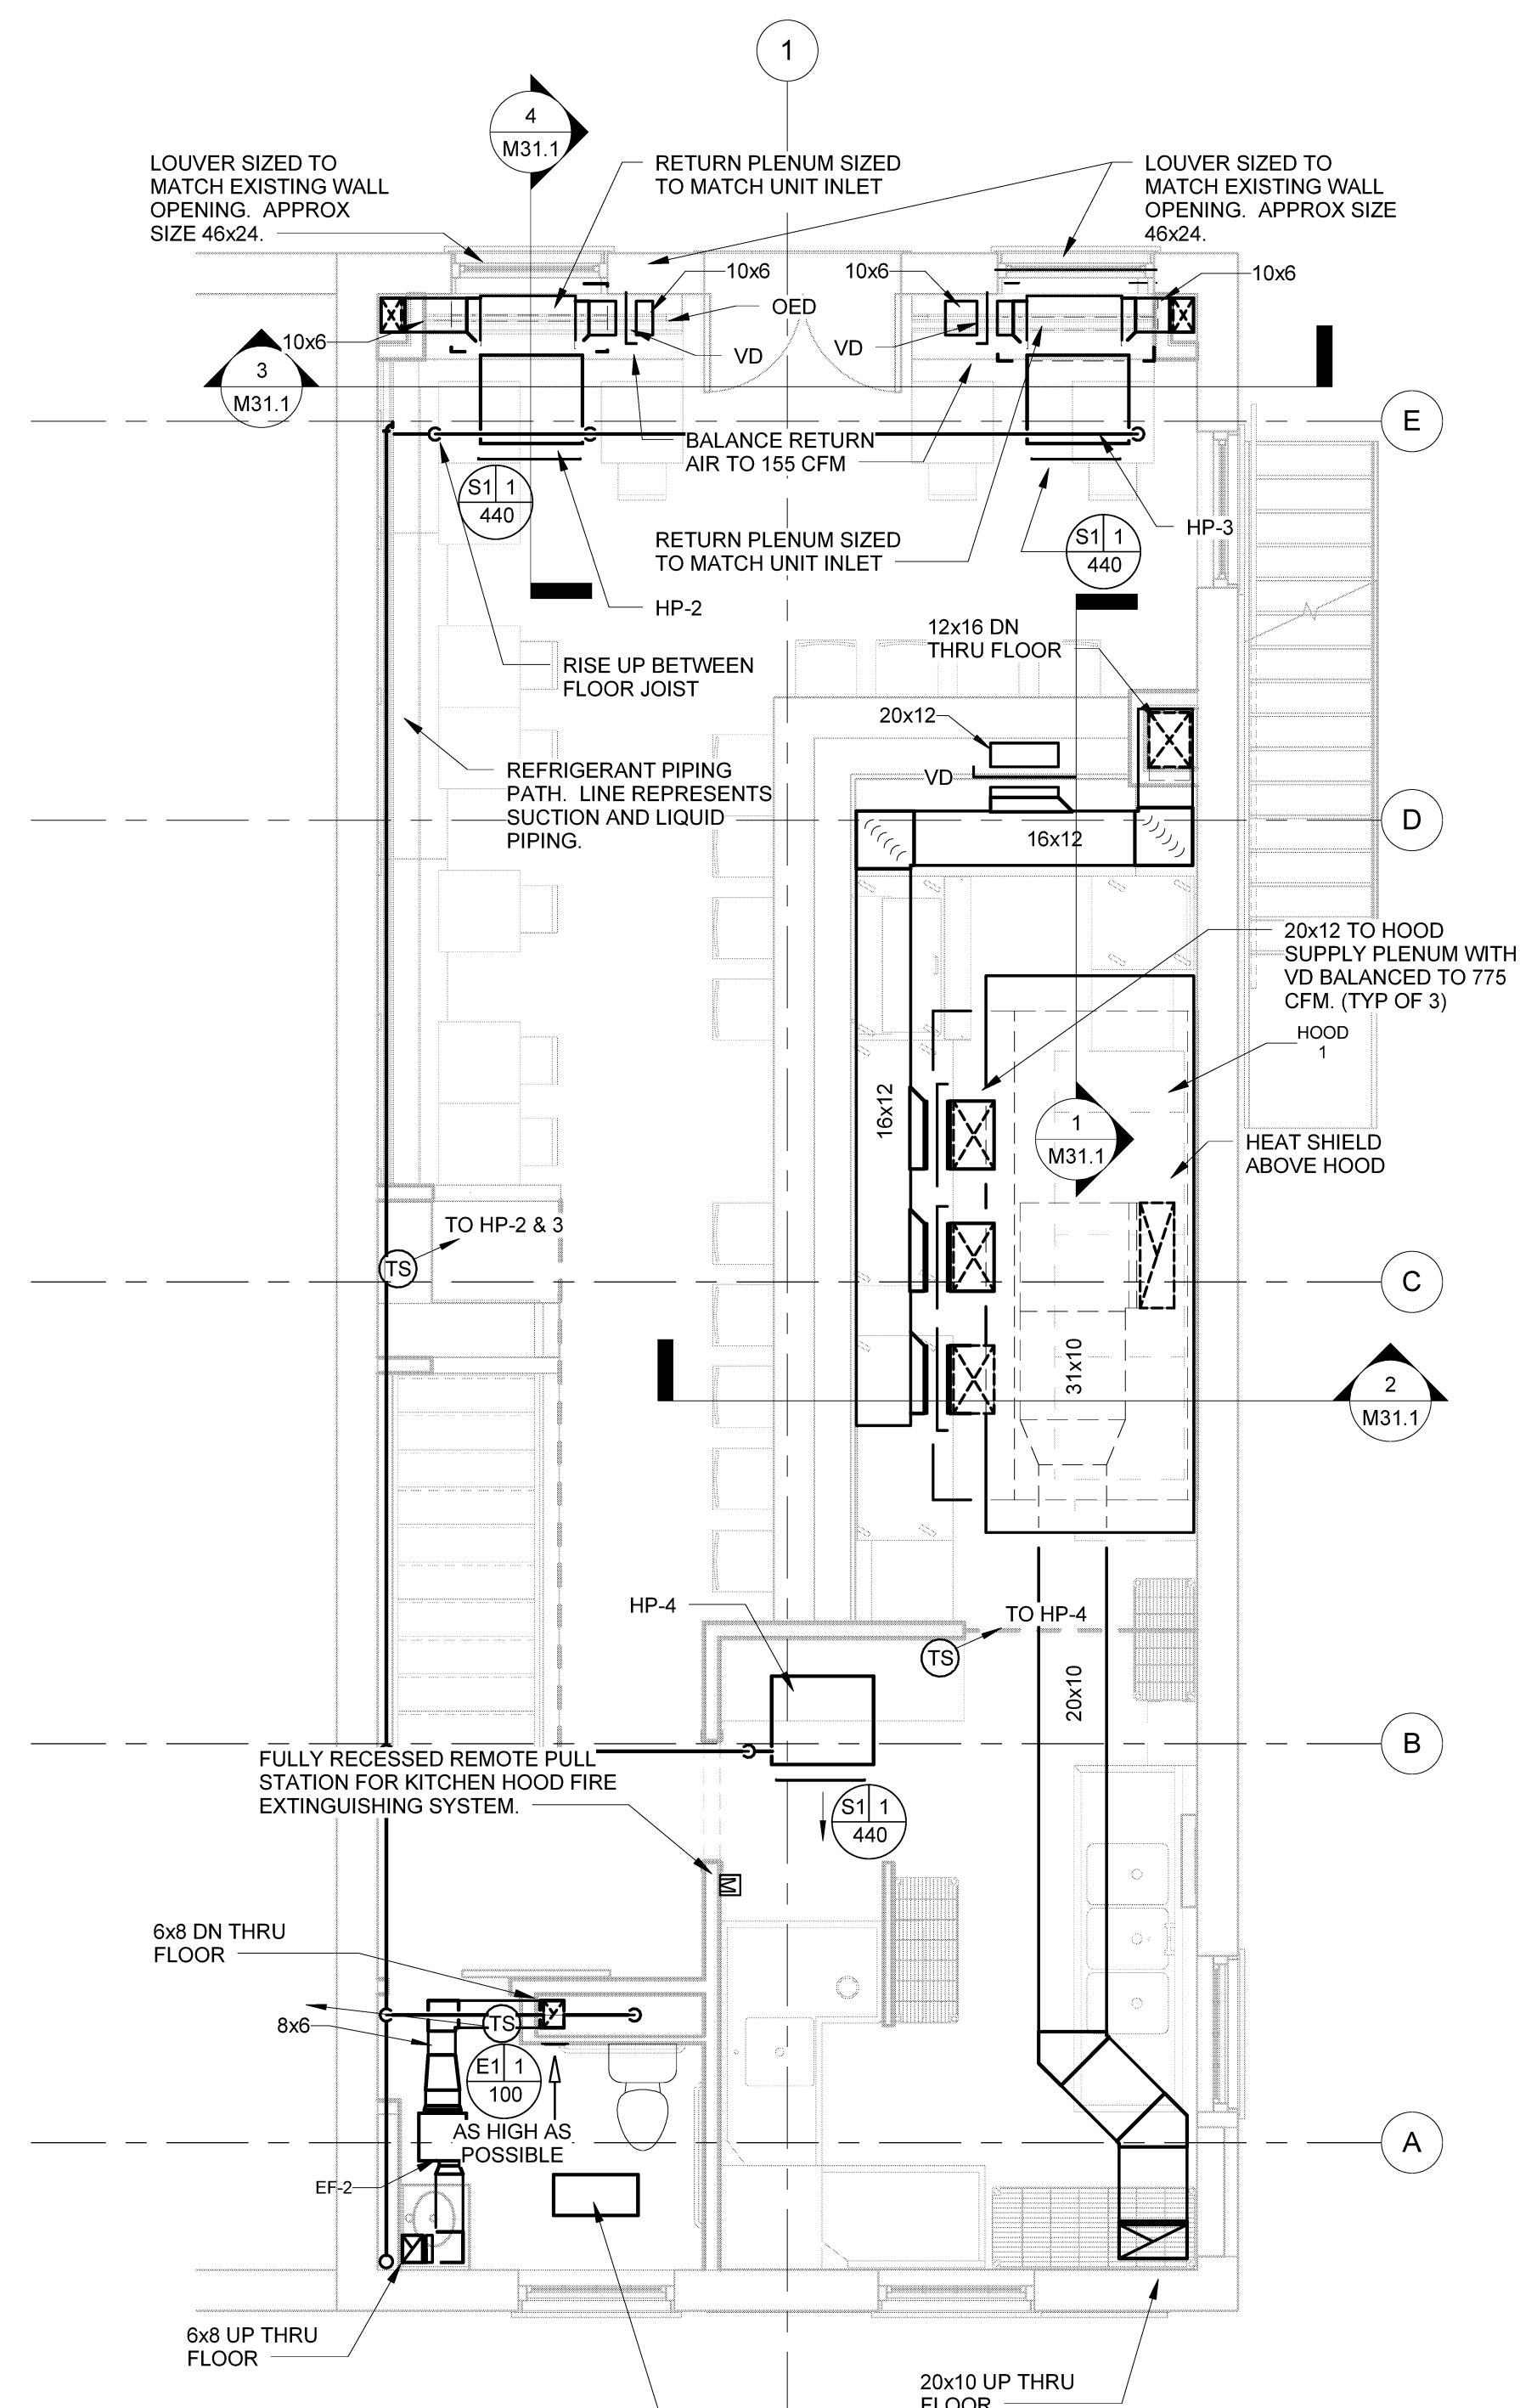 1
4
M31.1
LOUVER SIZED TO
MATCH EXISTING WALL
OPENING.  APPROX
SIZE 46x24.
RETURN PLENUM SIZED
TO MATCH UNIT INLET
LOUVER SIZED TO
MATCH EXISTING WALL
OPENING.  APPROX SIZE
46x24.
10x6
10x6
10x6
OED
10x6
VD
VD
3
M31.1
E
BALANCE RETURN
AIR TO 155 CFM
S1 1
440
RETURN PLENUM SIZED
TO MATCH UNIT INLET
HP-3
S1 1
440
HP-2
12x16 DN
THRU FLOOR
RISE UP BETWEEN
FLOOR JOIST
20x12
REFRIGERANT PIPING
PATH.  LINE REPRESENTS
SUCTION AND LIQUID
PIPING.
VD
D
16x12
20x12 TO HOOD
SUPPLY PLENUM WITH
VD BALANCED TO 775
CFM. (TYP OF 3)
HOOD
1
16x12
1
M31.1
HEAT SHIELD
ABOVE HOOD
TO HP-2 & 3
TS
C
31x10
2
M31.1
HP-4
TO HP-4
TS
20x10
B
FULLY RECESSED REMOTE PULL
STATION FOR KITCHEN HOOD FIRE
EXTINGUISHING SYSTEM.
S1 1
440
M
6x8 DN THRU
FLOOR
8x6
TS
E1 1
100
AS HIGH AS
POSSIBLE
A
EF-2
6x8 UP THRU
FLOOR
20x10 UP THRU
FLOOR